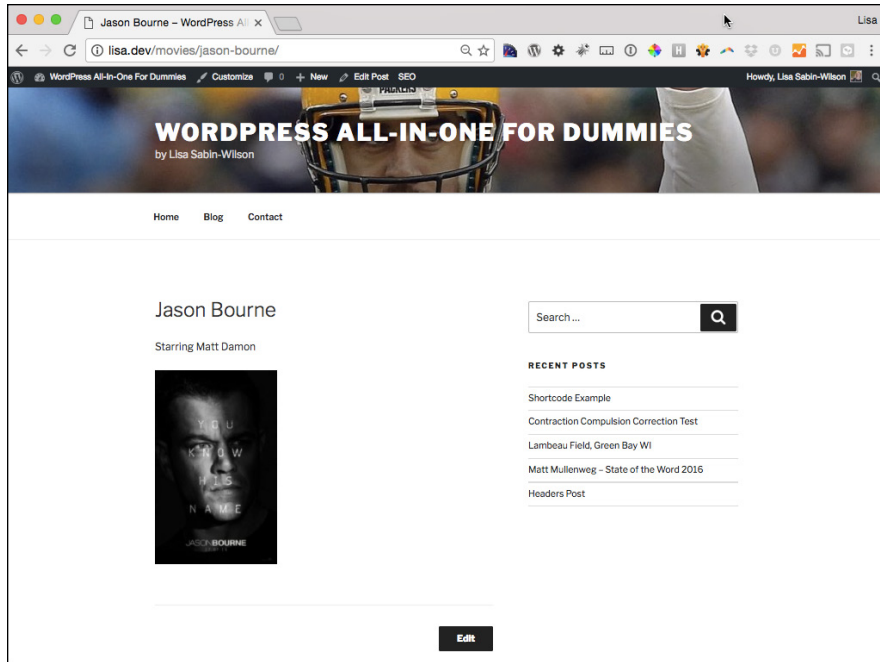 Jason Bourne – WordPress All
Lisa
lisa.dev/movies/jason-bourne/
WordPress All-In-One For Dummies Customize 0 New Edit Post SEO Howdy, Lisa Sabin-Wilson
PACKERS
WORDPRESS ALL-IN-ONE FOR DUMMIES
by Lisa Sabin-Wilson
Home Blog Contact
Jason Bourne
Starring Matt Damon
YOU
KNOW
HIS
NAME
JASON BOURNE
Search ...
RECENT POSTS
Shortcode Example
Contraction Compulsion Correction Test
Lambeau Field, Green Bay WI
Matt Mullenweg – State of the Word 2016
Headers Post
Edit